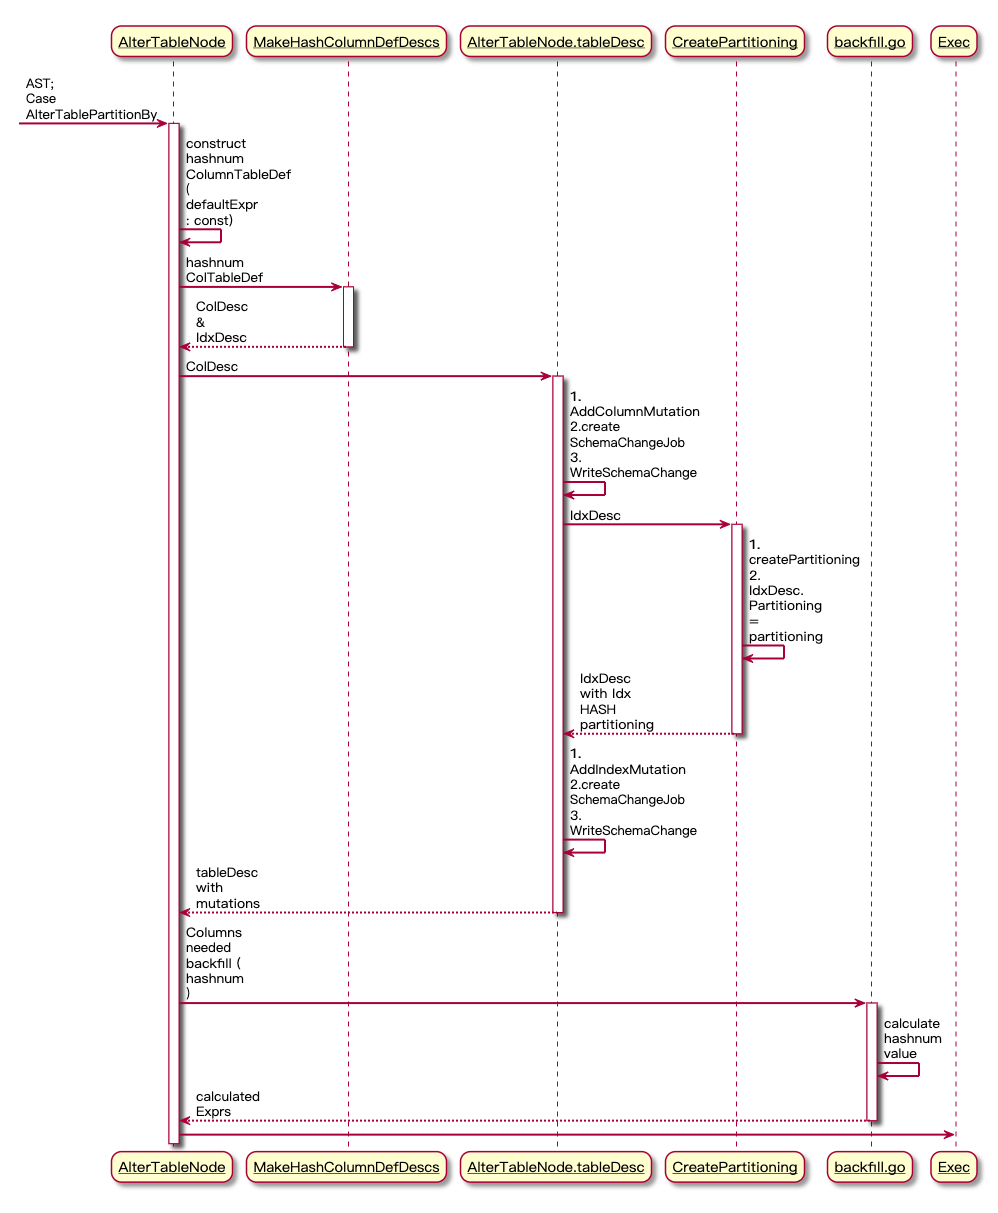 AlterTableNode MakeHashColumnDefDescs AlterTableNode.tableDesc CreatePartitioning backfill.go Exec
AST;
Case
AlterTablePartitionBy
construct
hashnum
ColumnTableDef
(
defaultExpr
: const)
hashnum
ColTableDef
ColDesc
&
IdxDesc
ColDesc
1.
AddColumnMutation
2.create
SchemaChangeJob
3.
WriteSchemaChange
IdxDesc
1.
createPartitioning
2.
IdxDesc.
Partitioning
=
partitioning
IdxDesc
with Idx
HASH
partitioning
1.
AddIndexMutation
2.create
SchemaChangeJob
3.
WriteSchemaChange
tableDesc
with
mutations
Columns
needed
backfill (
hashnum
)
calculate
hashnum
value
calculated
Exprs
AlterTableNode MakeHashColumnDefDescs AlterTableNode.tableDesc CreatePartitioning backfill.go Exec